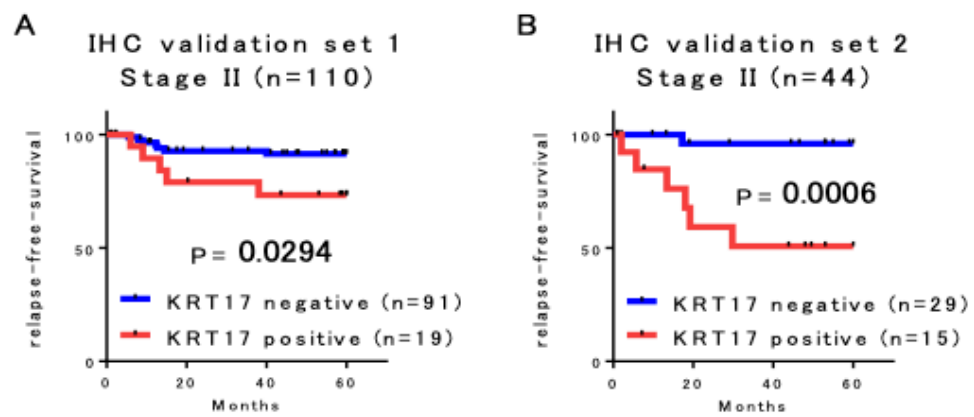 A
IHC validation set 1
Stage II (n=110)
relapse-free-survival
100
50
0
P= 0.0294
KRT17 negative (n=91)
KRT17 positive (n=19)
0 20 40 60
Months
B
IHC validation set 2
Stage II (n=44)
relapse-free-survival
100
50
0
P= 0.0006
KRT17 negative (n=29)
KRT17 positive (n=15)
0 20 40 60
Months